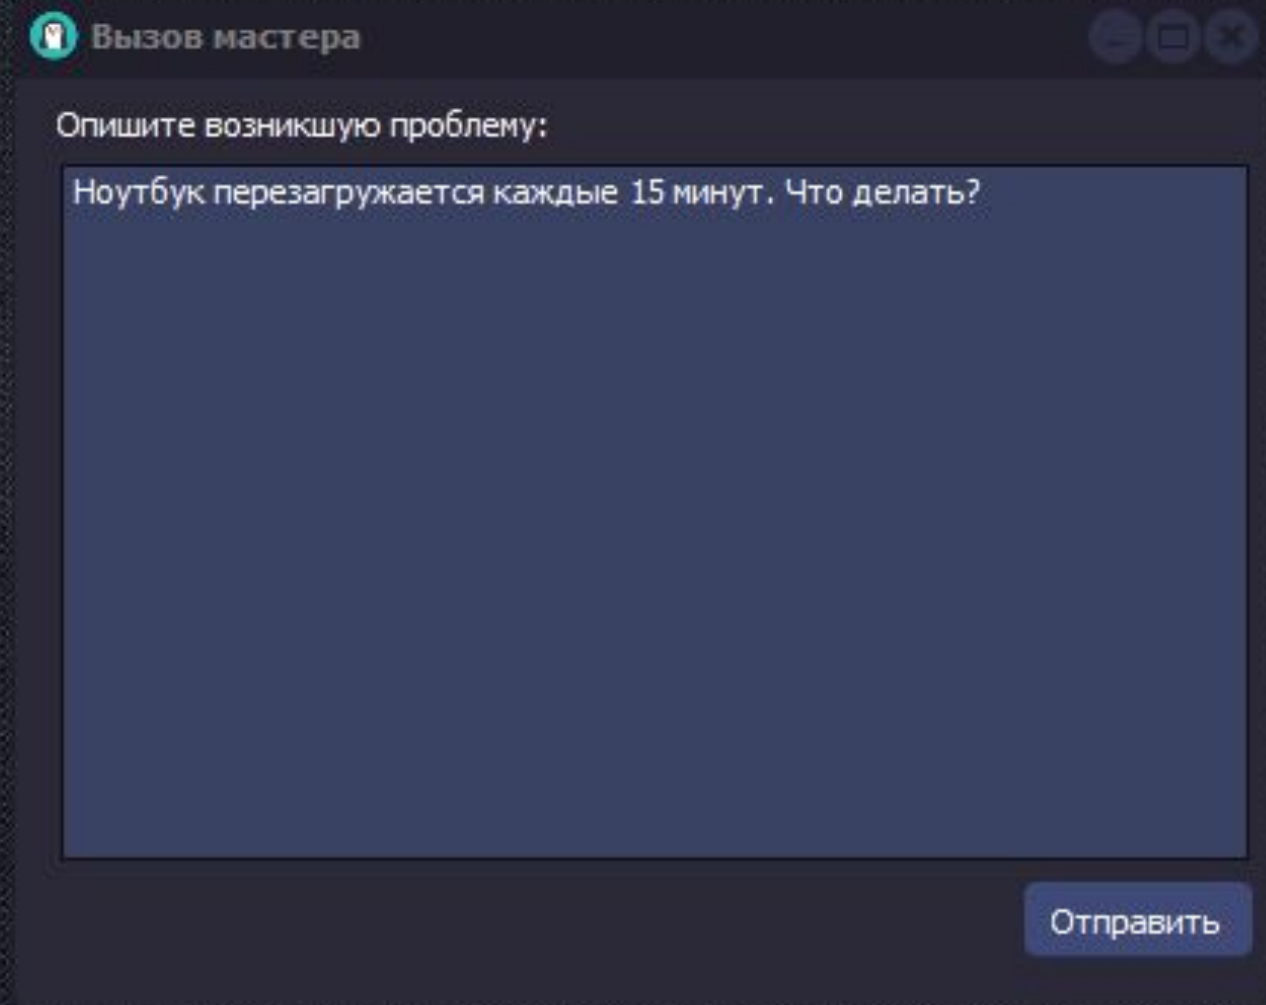 Вызов мастера
Опишите возникшую проблему:
Ноутбук перезагружается каждые 15 минут. Что делать?
Отправить